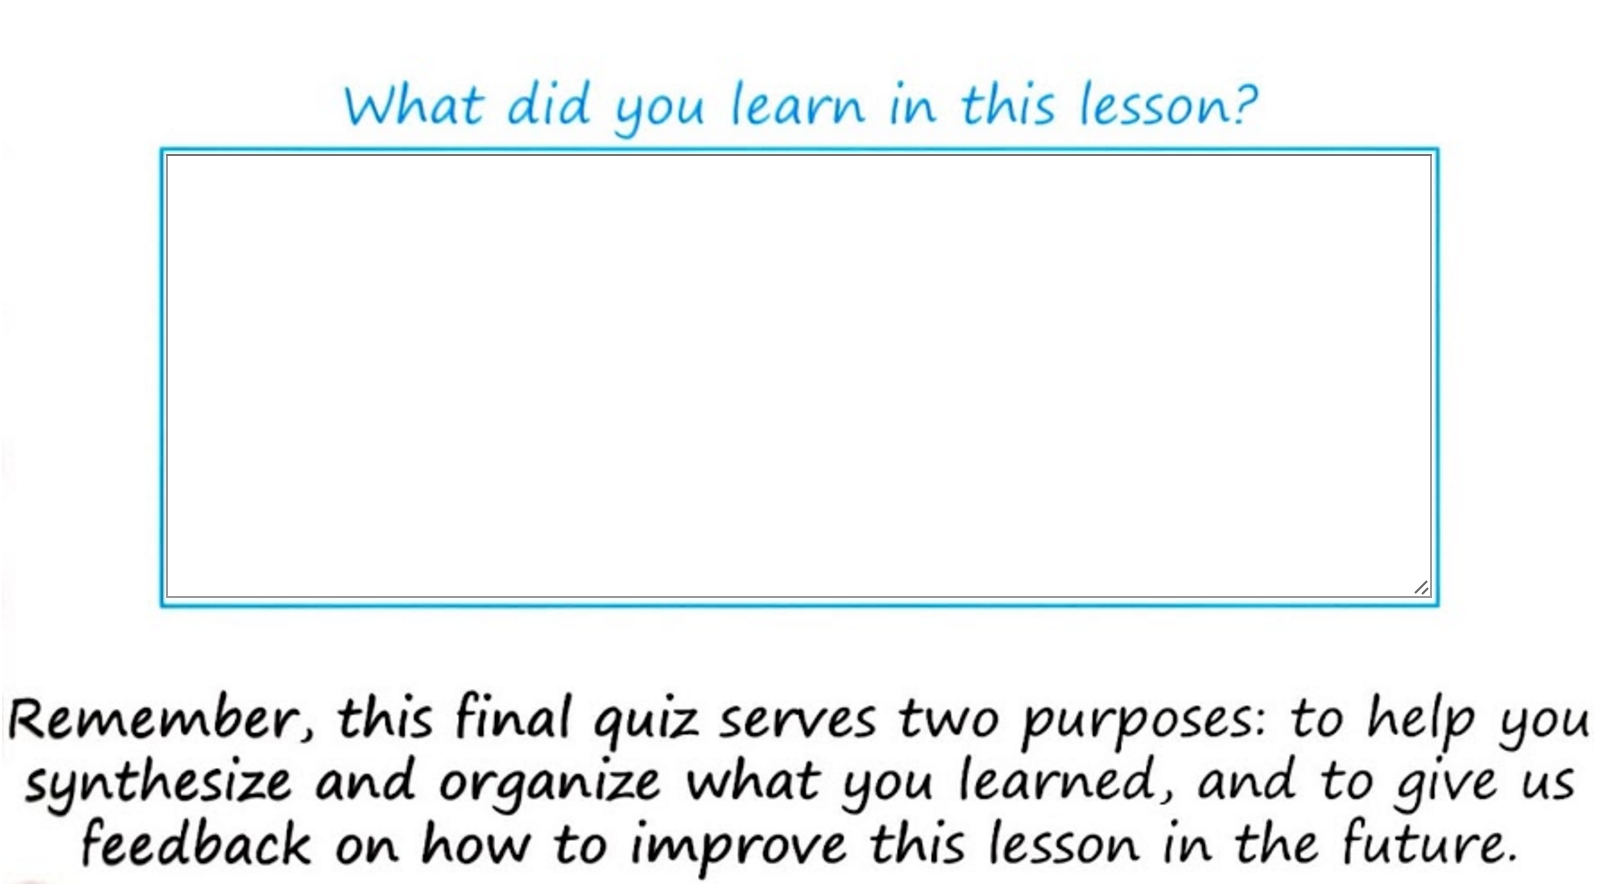 What did you learn in this lesson?
Remember, this final quiz serves two purposes: to help you
synthesize and organize what you learned, and to give us
feedback on how to improve this lesson in the future.